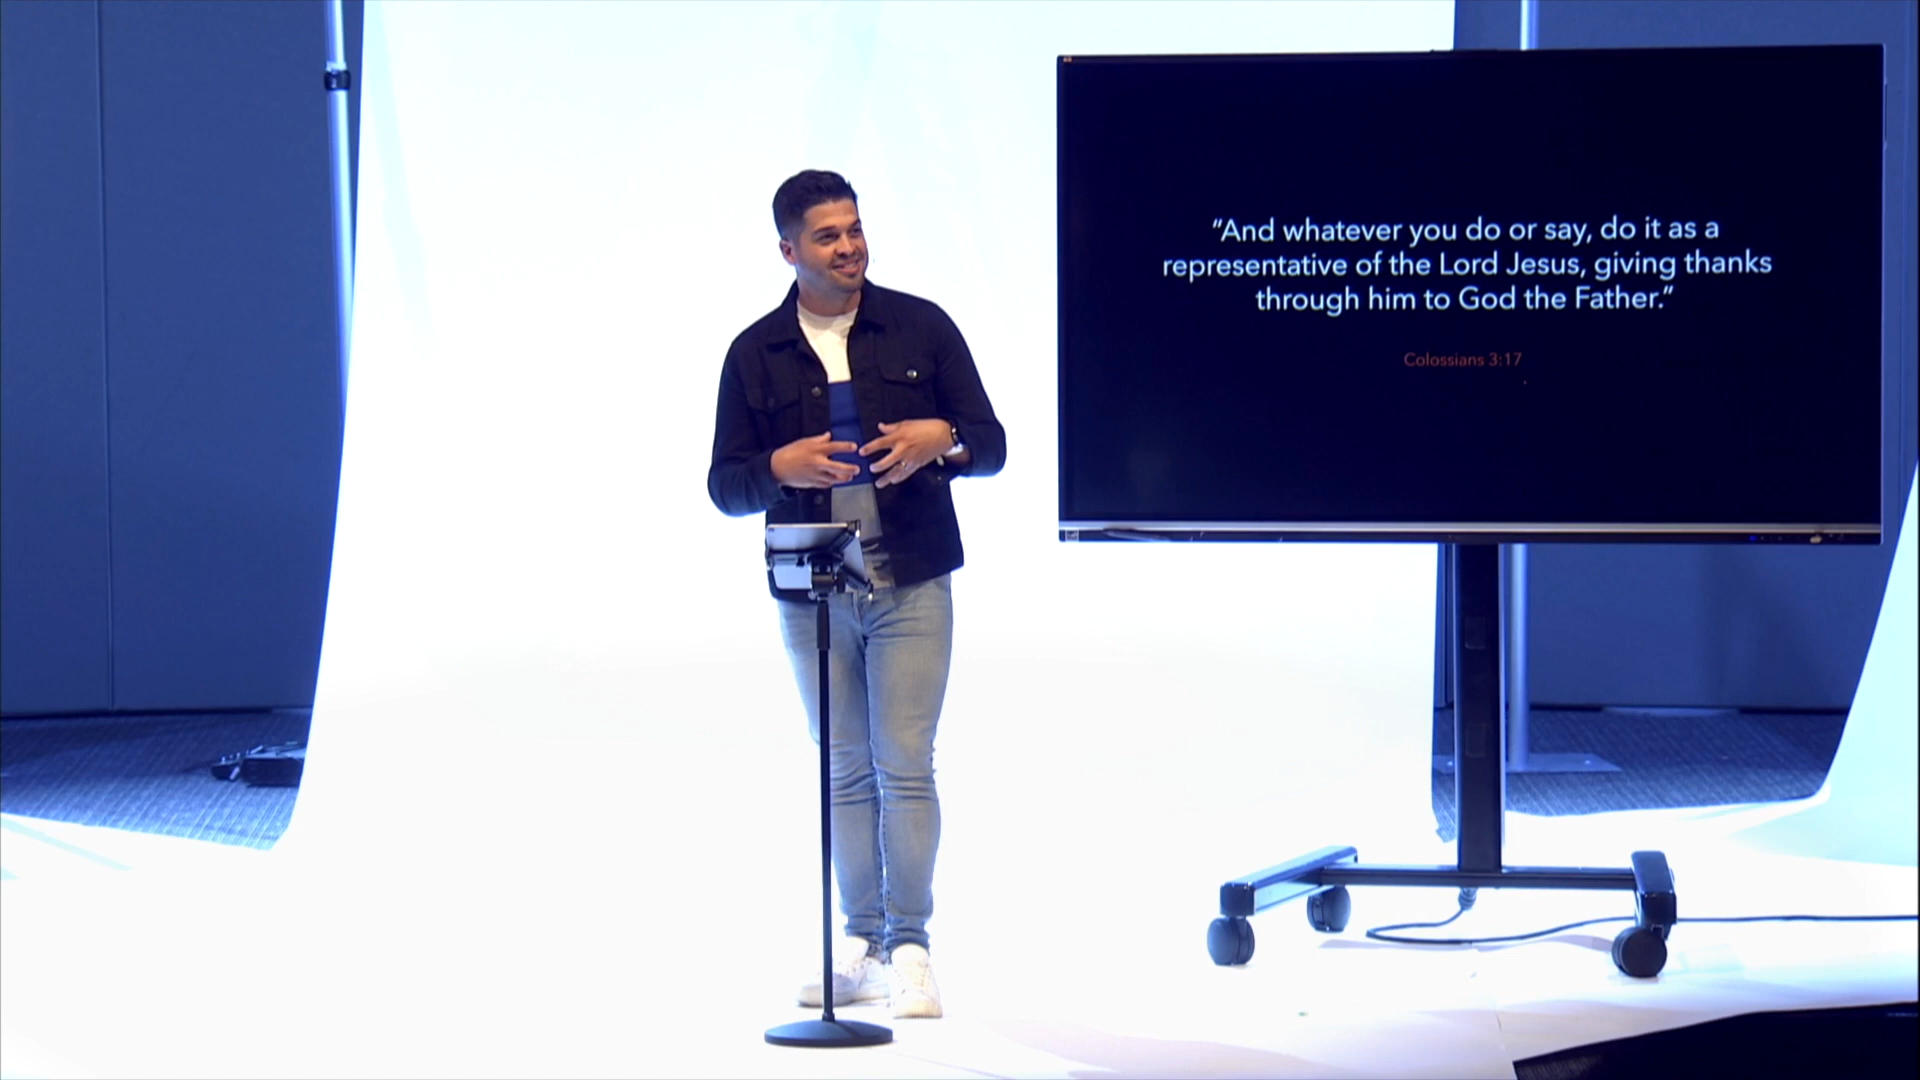 “And whatever you do or say, do it as a
representative of the Lord Jesus, giving thanks
through him to God the Father.”
Colossians 3:17